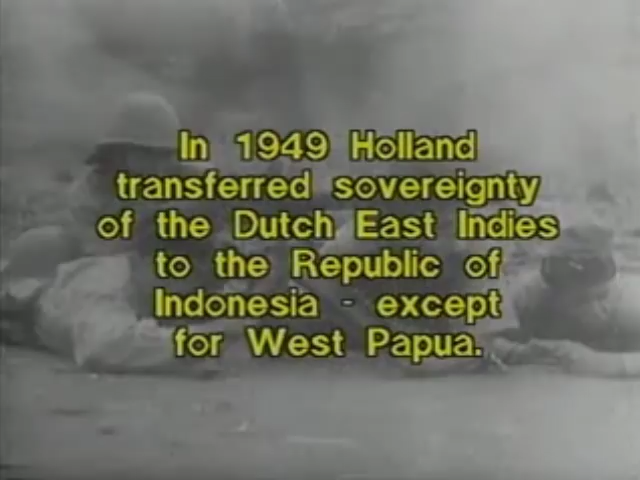 In 1949 Holland
transferred sovereignty
of the Dutch East Indies
to the Republic of
Indonesia - except
for West Papua.